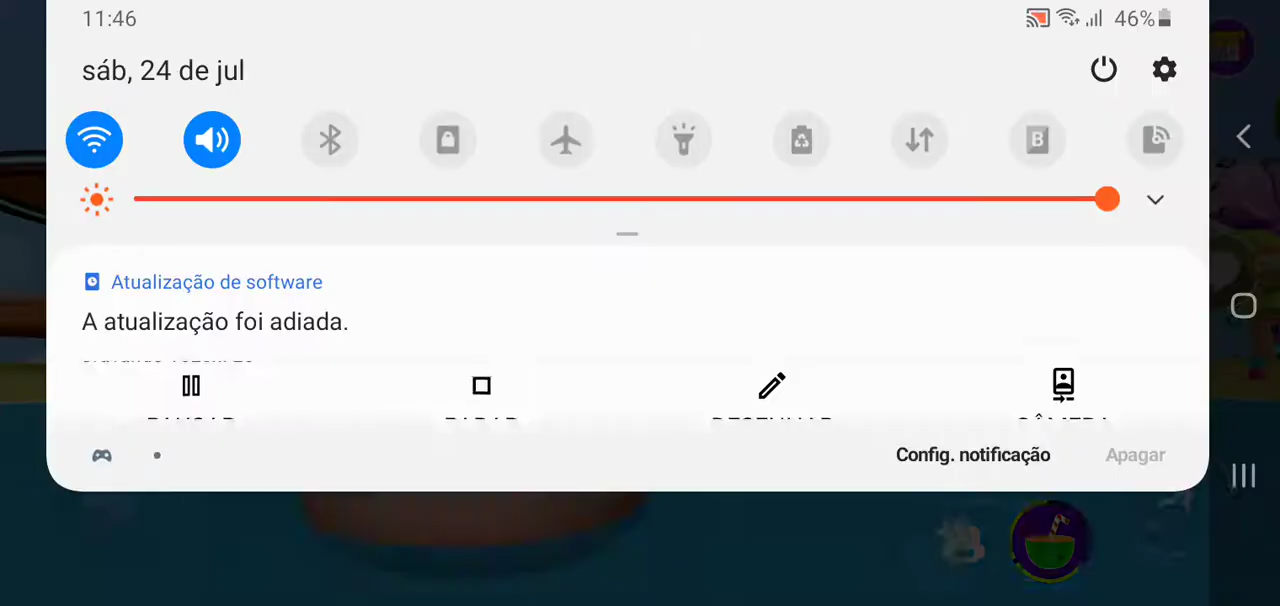 11:46
46%
sáb, 24 de jul
B
Atualização de software
A atualização foi adiada.
Config. notificação
Apagar